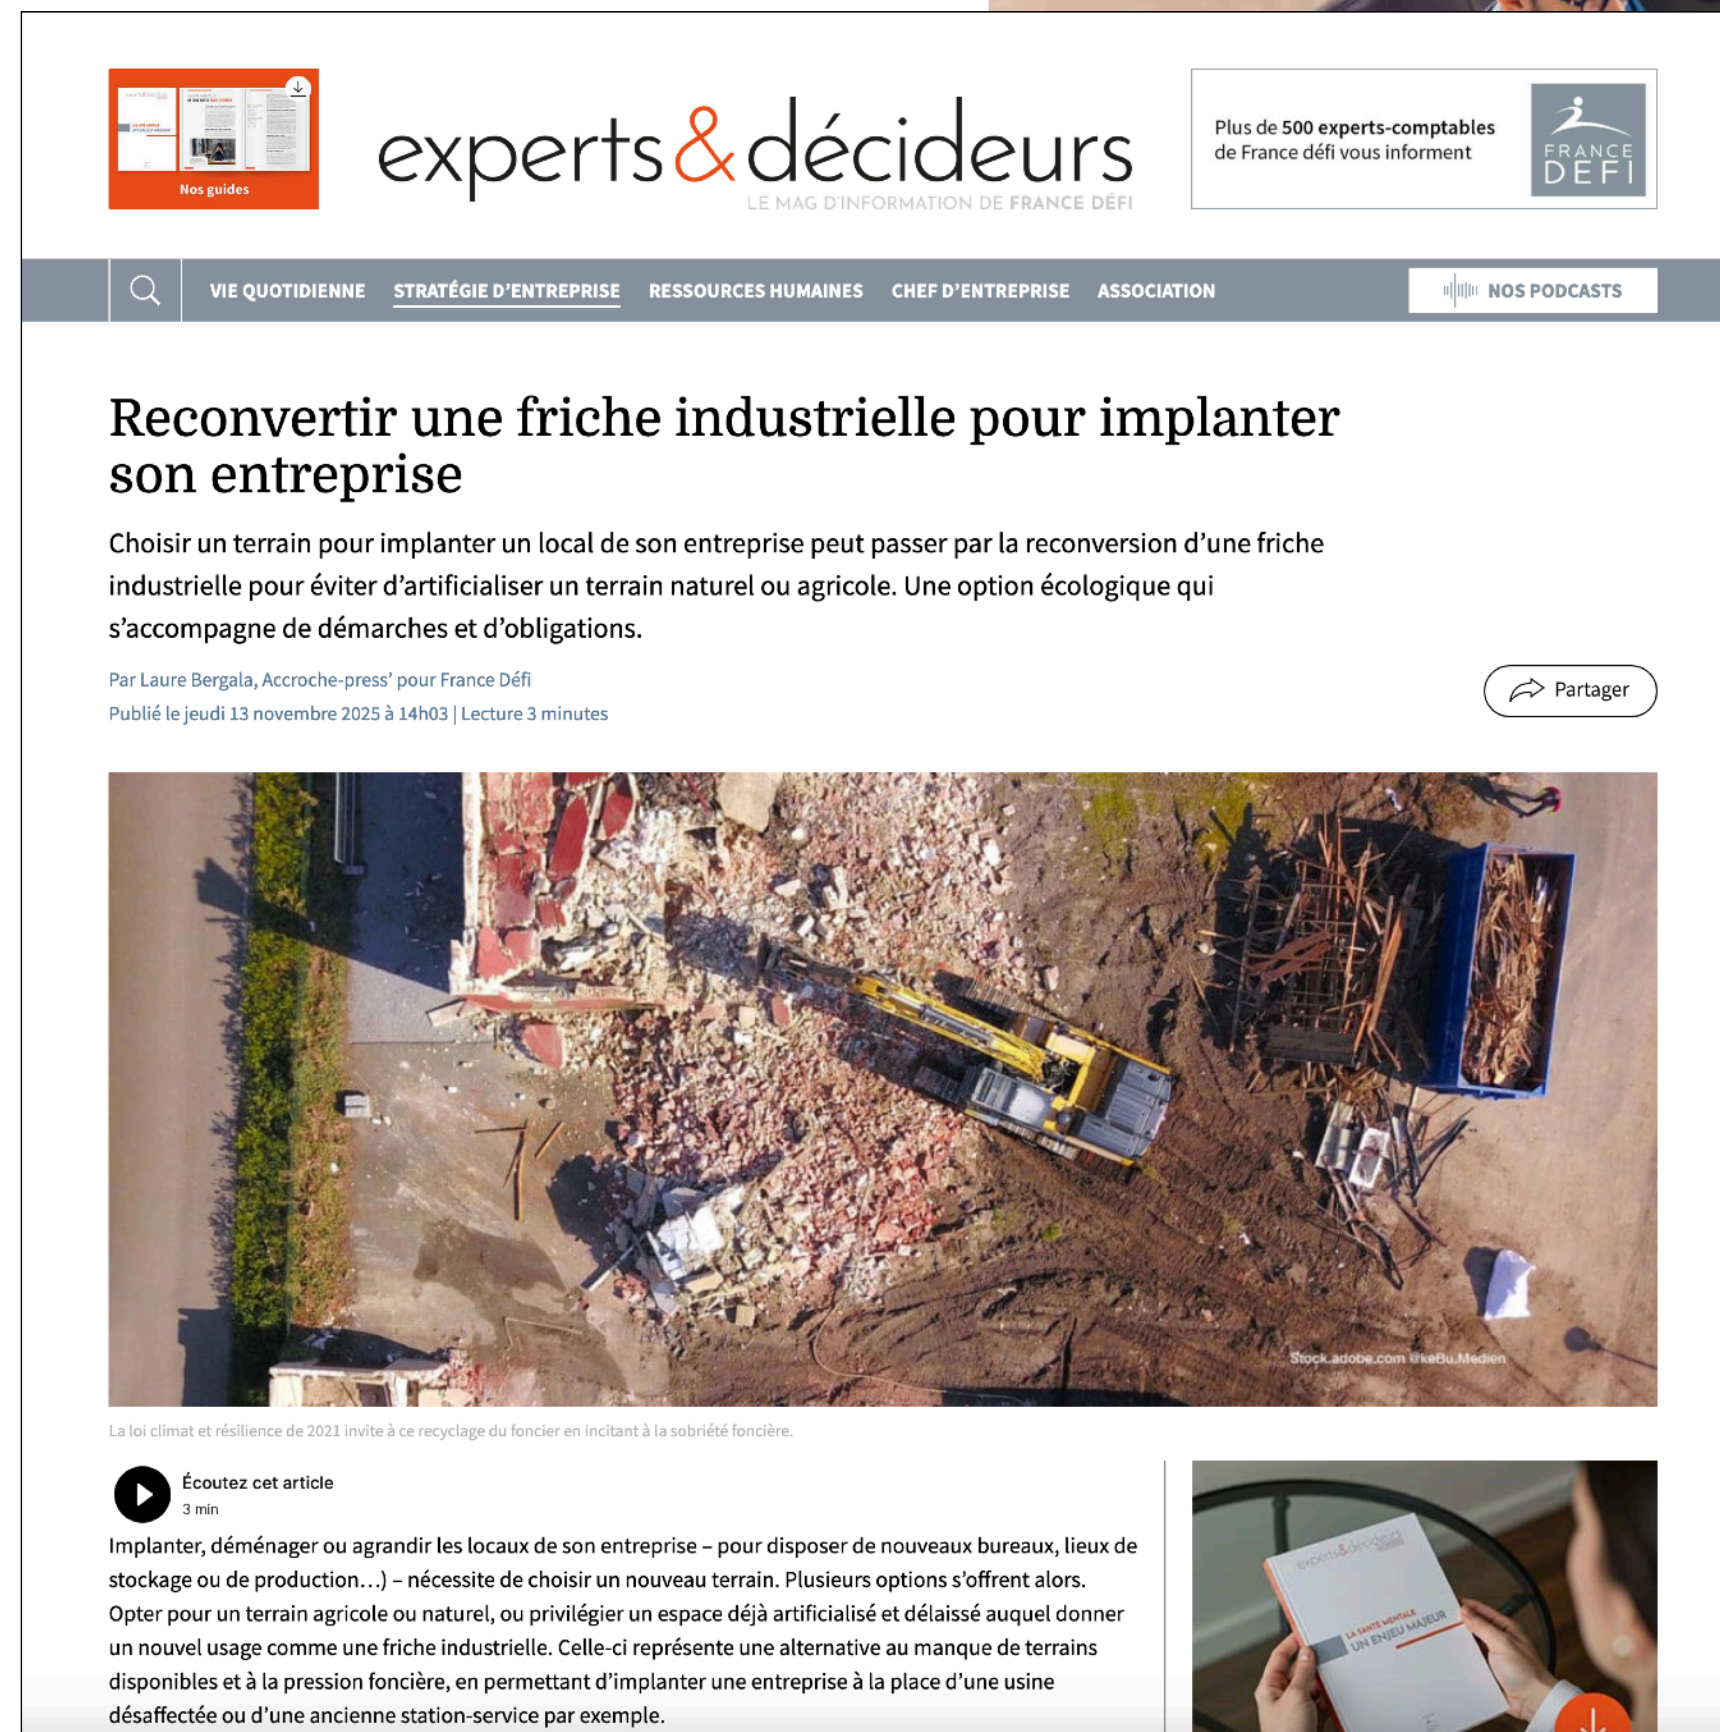 Nos guides
experts&décideurs
LE MAG D'INFORMATION DE FRANCE DÉFI
Plus de 500 experts-comptables
de France défi vous informent
FRANCE
DEFI
VIE QUOTIDIENNE STRATÉGIE D'ENTREPRISE RESSOURCES HUMAINES CHEF D'ENTREPRISE ASSOCIATION NOS PODCASTS
Reconvertir une friche industrielle pour implanter
son entreprise
Choisir un terrain pour implanter un local de son entreprise peut passer par la reconversion d'une friche
industrielle pour éviter d'artificialiser un terrain naturel ou agricole. Une option écologique qui
s'accompagne de démarches et d'obligations.
Par Laure Bergala, Accroche-press' pour France Défi
Publié le jeudi 13 novembre 2025 à 14h03 | Lecture 3 minutes
Partager
Stock.adobe.com @keBu.Medien
La loi climat et résilience de 2021 invite à ce recyclage du foncier en incitant à la sobriété foncière.
Écoutez cet article
3 min
Implanter, déménager ou agrandir les locaux de son entreprise – pour disposer de nouveaux bureaux, lieux de
stockage ou de production…) – nécessite de choisir un nouveau terrain. Plusieurs options s'offrent alors.
Opter pour un terrain agricole ou naturel, ou privilégier un espace déjà artificialisé et délaissé auquel donner
un nouvel usage comme une friche industrielle. Celle-ci représente une alternative au manque de terrains
disponibles et à la pression foncière, en permettant d'implanter une entreprise à la place d'une usine
désaffectée ou d'une ancienne station-service par exemple.
experts&décideurs
LA SANTÉ MENTALE
UN ENJEU MAJEUR